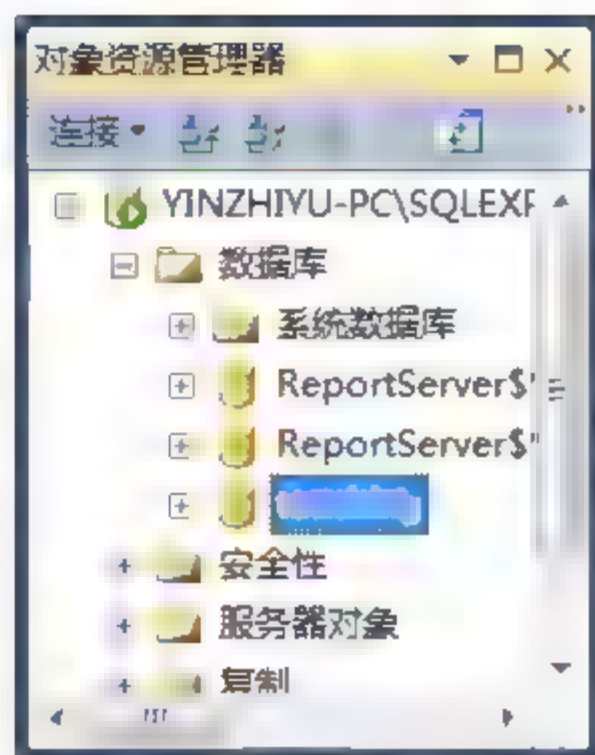 对象资源管理器
连接
YINZHIYU-PC\SQLEXP
数据库
系统数据库
ReportServer$
ReportServer$
安全性
服务器对象
复制